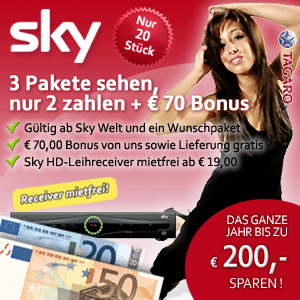 sky
Nur
20
Stück
TAGARO
3 Pakete sehen,
nur 2 zahlen + € 70 Bonus
Gültig ab Sky Welt und ein Wunschpaket
€ 70,00 Bonus von uns sowie Lieferung gratis
Sky HD-Leihreceiver mietfrei ab € 19,00
Receiver mietfrei!
20
50
DAS GANZE
JAHR BIS ZU
€ 200,-
SPAREN!